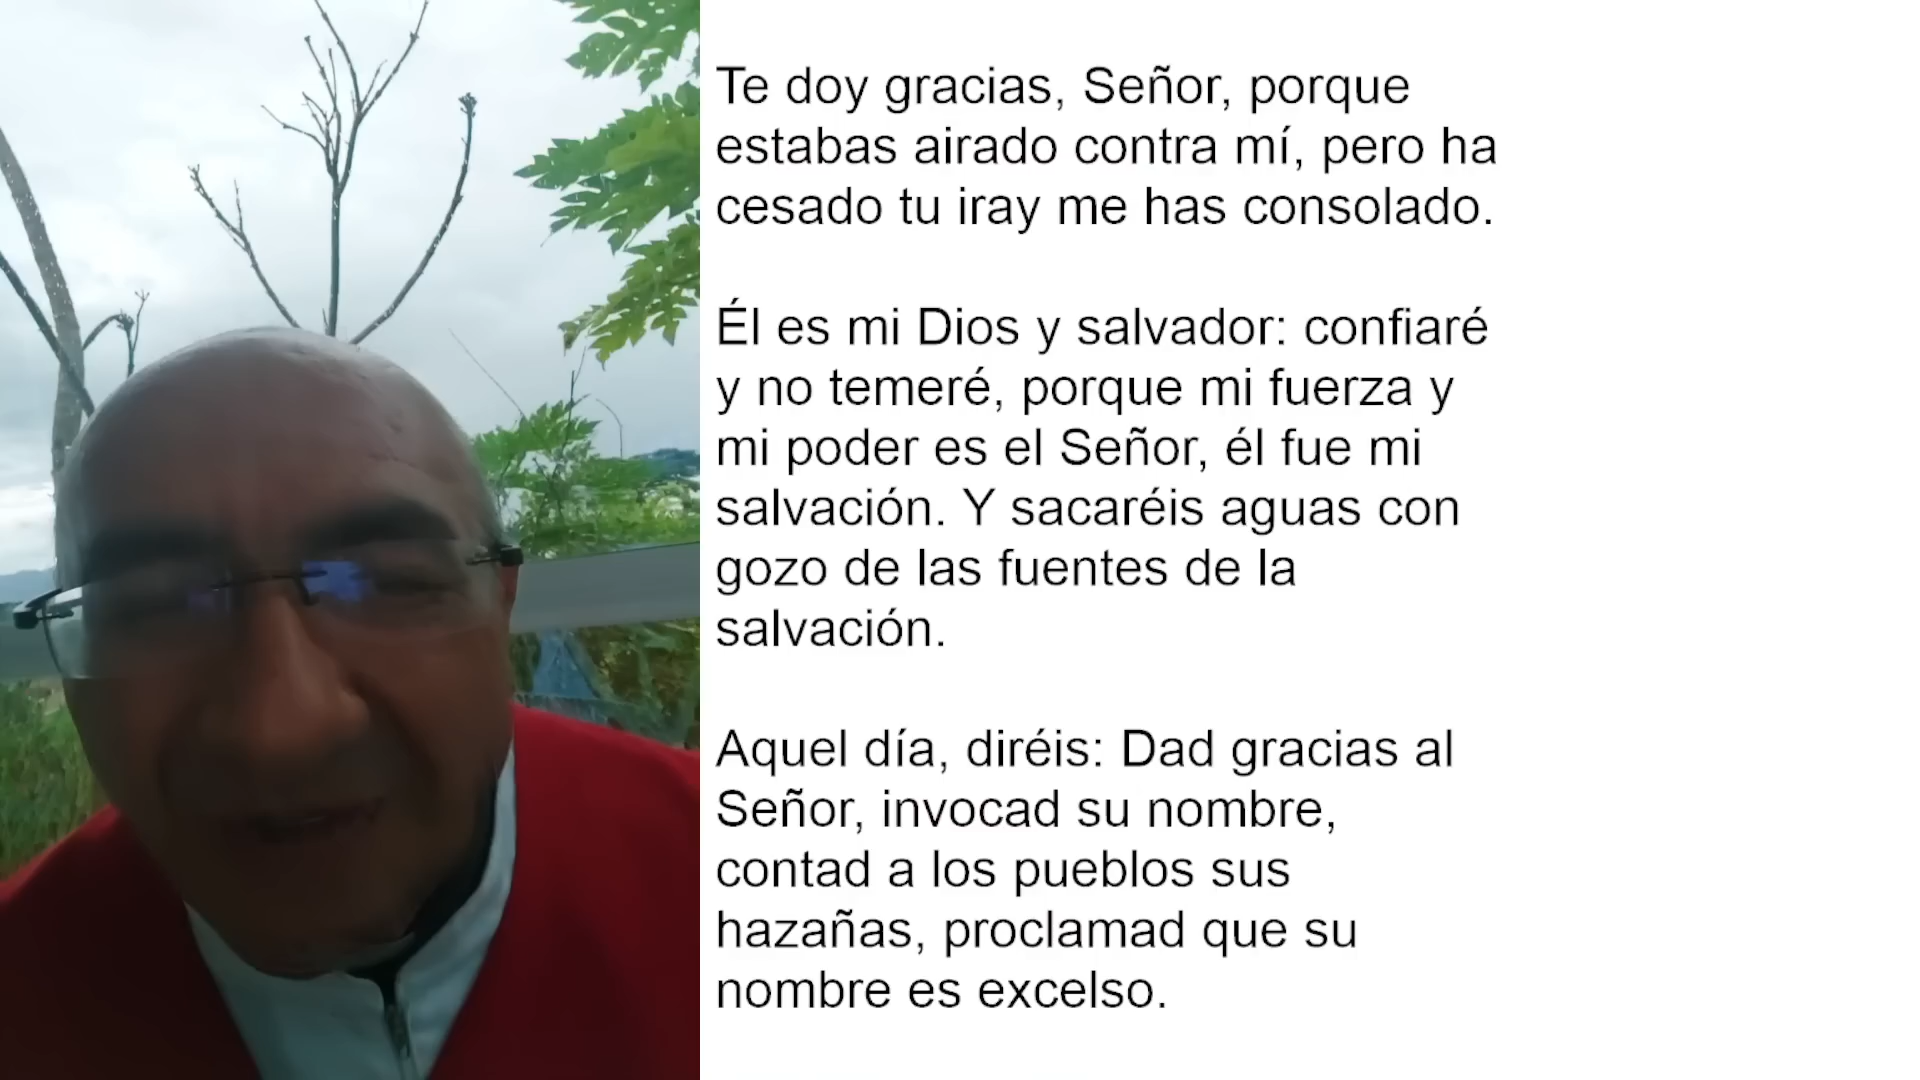 Te doy gracias, Señor, porque
estabas airado contra mí, pero ha
cesado tu iray me has consolado.
Él es mi Dios y salvador: confiaré
y no temeré, porque mi fuerza y
mi poder es el Señor, él fue mi
salvación. Y sacaréis aguas con
gozo de las fuentes de la
salvación.
Aquel día, diréis: Dad gracias al
Señor, invocad su nombre,
contad a los pueblos sus
hazañas, proclamad que su
nombre es excelso.